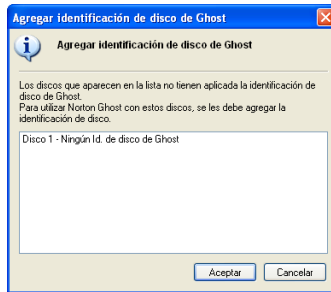 Agregar identificación de disco de Ghost
Agregar identificación de disco de Ghost
Los discos que aparecen en la lista no tienen aplicada la identificación de
disco de Ghost.
Para utilizar Norton Ghost con estos discos, se les debe agregar la
identificación de disco.
Disco 1 - Ningún Id. de disco de Ghost
Aceptar
Cancelar